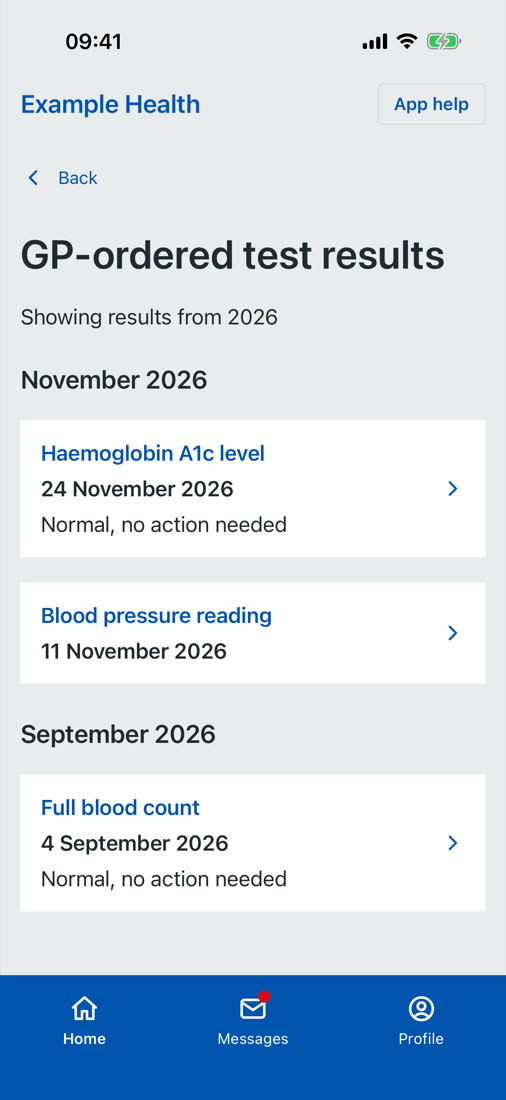 09:41
Example Health
App help
Back
GP-ordered test results
Showing results from 2026
November 2026
Haemoglobin A1c level
24 November 2026
Normal, no action needed
Blood pressure reading
11 November 2026
September 2026
Full blood count
4 September 2026
Normal, no action needed
Home
Messages
Profile